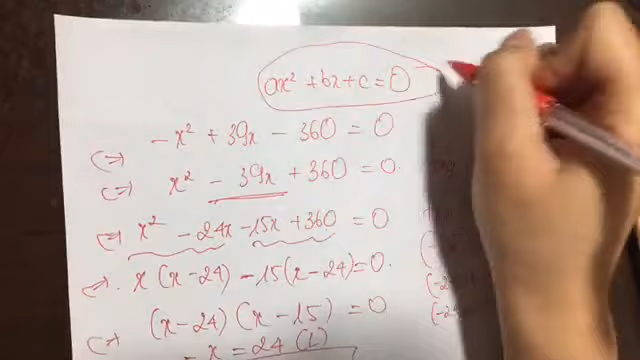 ax² + bx + c = 0
- x² + 39x - 360 = 0
(=) x² - 39x + 360 = 0.
(=) x² - 24x - 15x + 360 = 0
x (x - 24) - 15(x - 24) = 0.
(x - 24) (x - 15) = 0
(=) x = 24 (L)